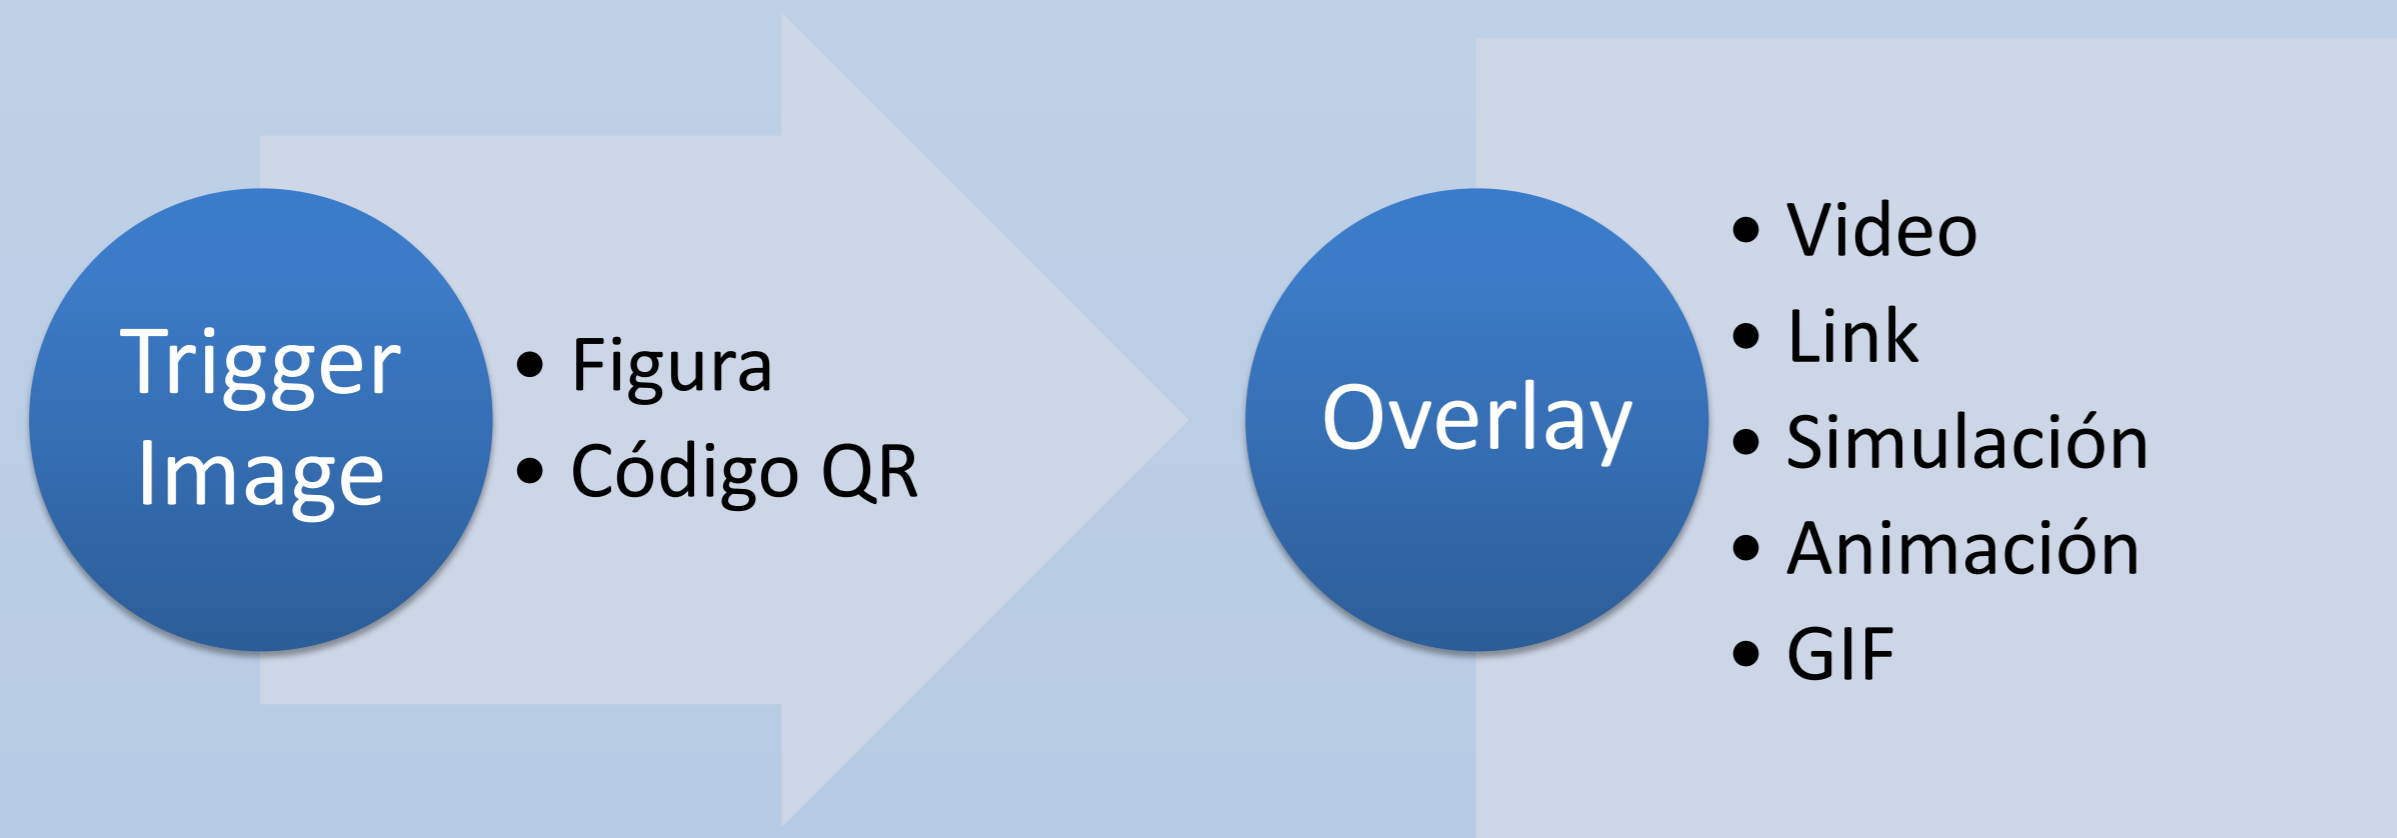 Trigger
Image
• Figura
• Código QR
Overlay
• Video
• Link
• Simulación
• Animación
• GIF